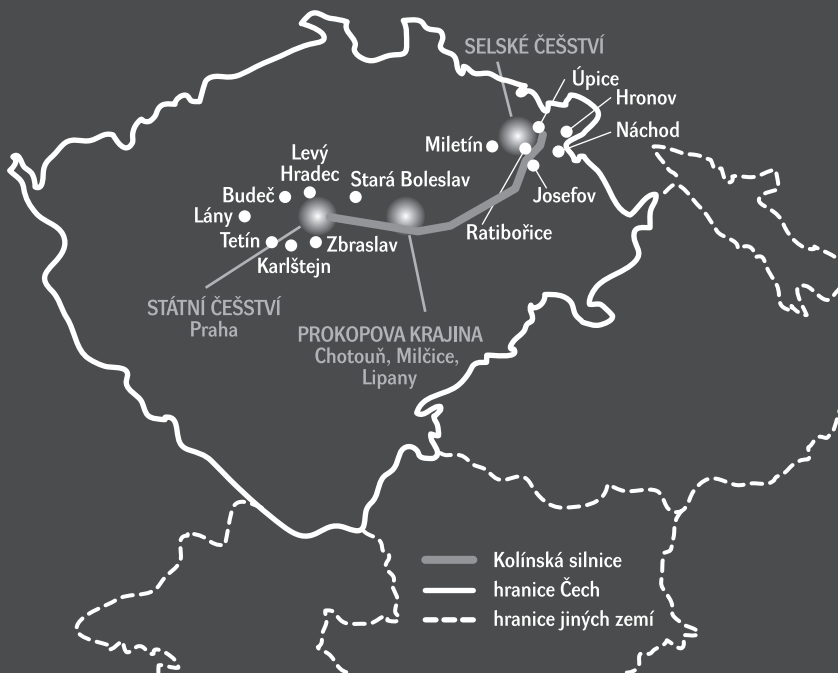 SELSKÉ ČEŠSTVÍ
Úpice
Hronov
Náchod
Miletín
Levý
Hradec
Stará Boleslav
Budeč
Josefov
Lány
Ratibořice
Tetín
Zbraslav
Karlštejn
STÁTNÍ ČEŠSTVÍ
Praha
PROKOPOVA KRAJINA
Chotouň, Milčice,
Lipany
Kolínská silnice
hranice Čech
hranice jiných zemí